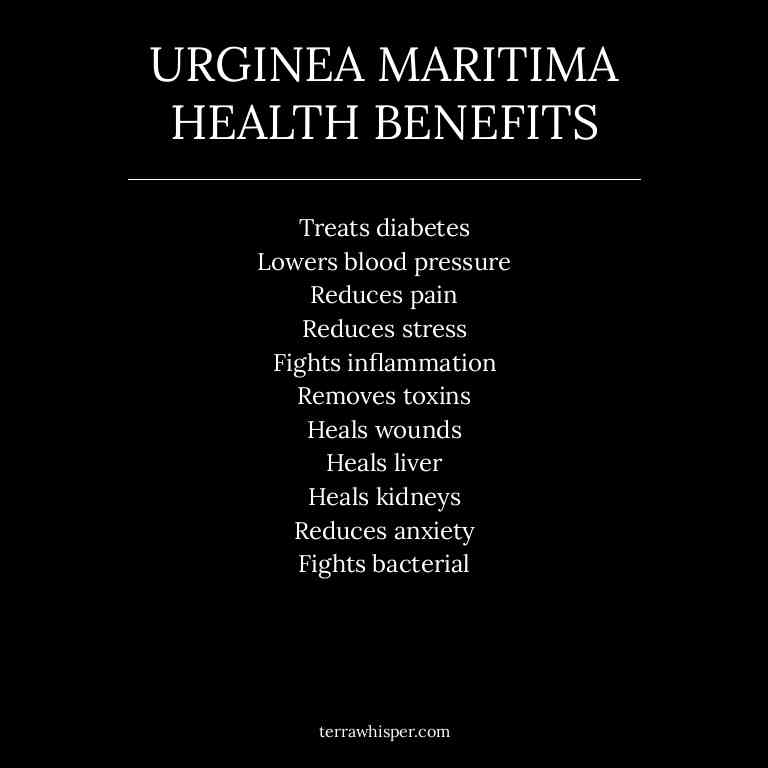 URGINEA MARITIMA
HEALTH BENEFITS
Treats diabetes
Lowers blood pressure
Reduces pain
Reduces stress
Fights inflammation
Removes toxins
Heals wounds
Heals liver
Heals kidneys
Reduces anxiety
Fights bacterial
terrawhisper.com